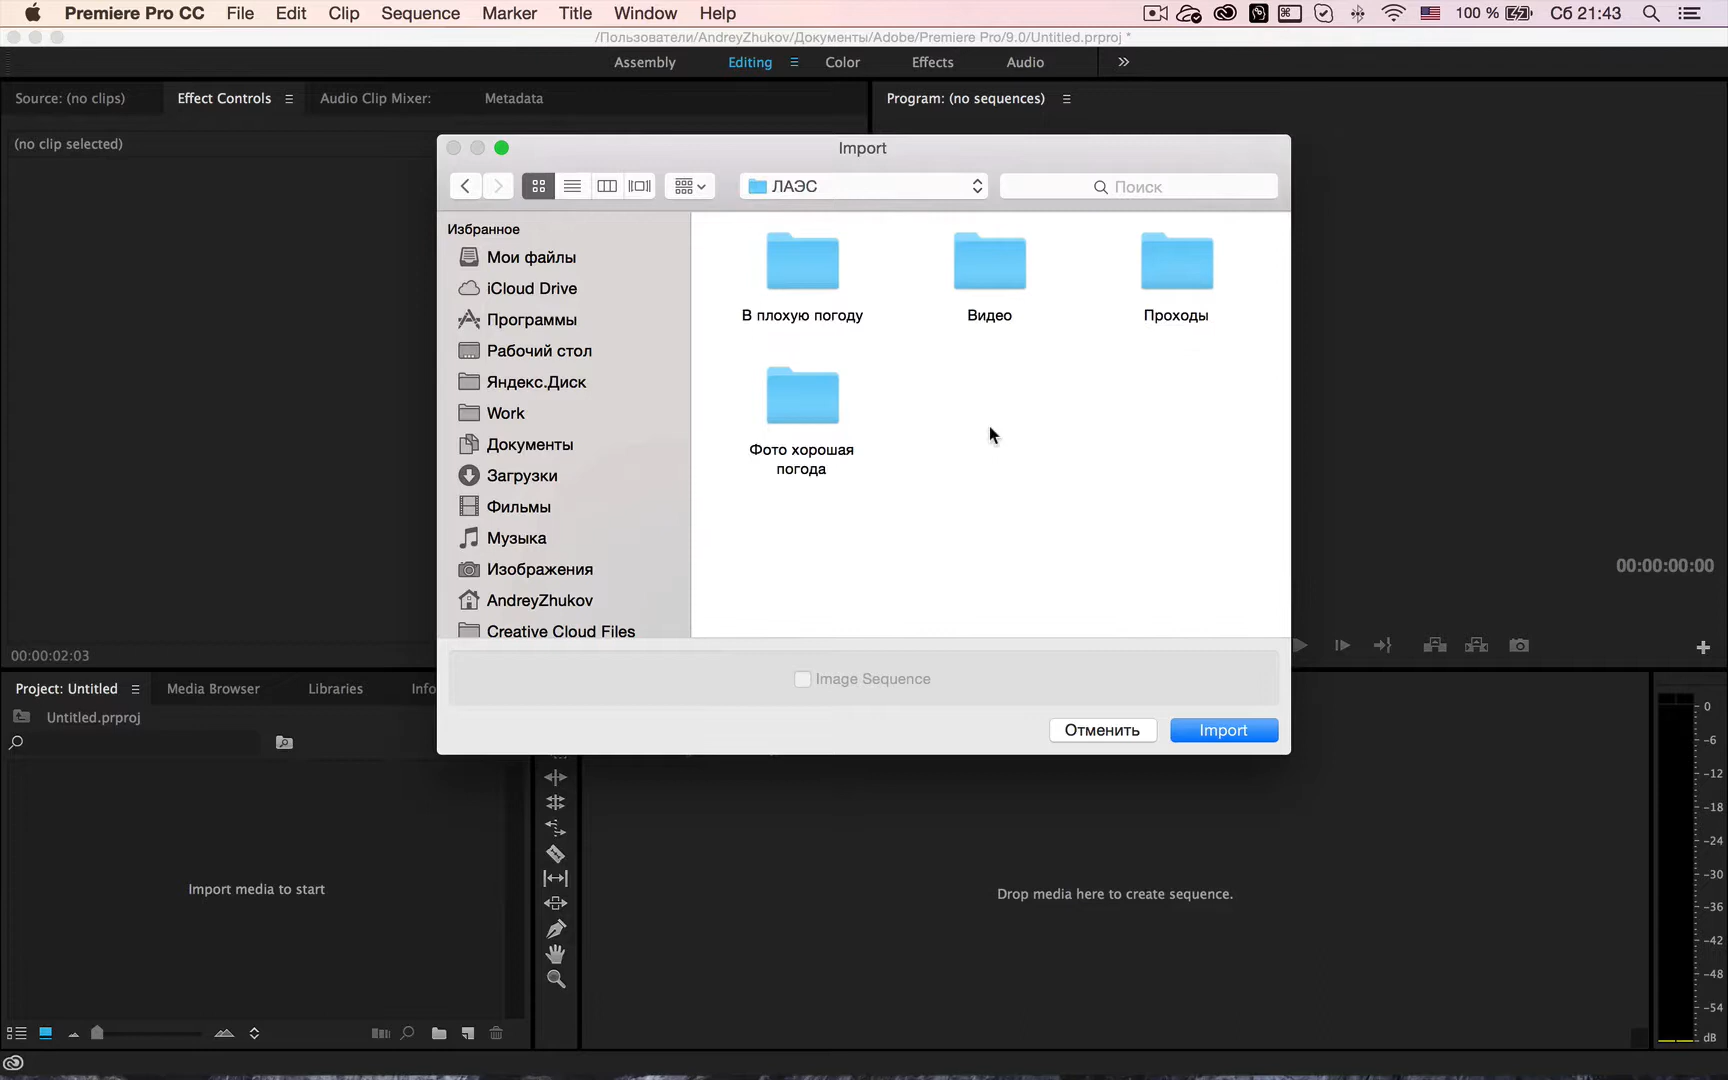 Premiere Pro CC File Edit Clip Sequence Marker Title Window Help 100 % Сб 21:43
/Пользователи/AndreyZhukov/Документы/Adobe/Premiere Pro/9.0/Untitled.prproj *
Assembly Editing Color Effects Audio
Source: (no clips) Effect Controls Audio Clip Mixer: Metadata Program: (no sequences)
(no clip selected)
Import
ЛАЭС Поиск
Избранное
Мои файлы
iCloud Drive
Программы
Рабочий стол
Яндекс.Диск
Work
Документы
Загрузки
Фильмы
Музыка
Изображения
AndreyZhukov
Creative Cloud Files
В плохую погоду Видео Проходы
Фото хорошая
погода
Image Sequence
Отменить Import
00:00:00:00
00:00:02:03
Project: Untitled Media Browser Libraries Info
Untitled.prproj
Import media to start
Drop media here to create sequence.
0
-6
-12
-18
-24
-30
-36
-42
-48
-54
dB